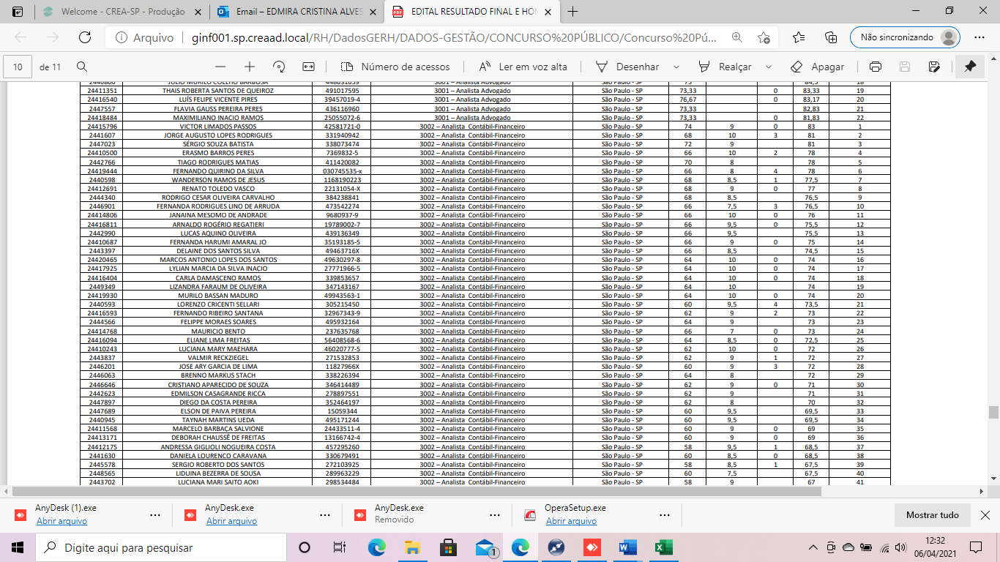 Welcome - CREA-SP - Produção
Email – EDMIRA CRISTINA ALVES
EDITAL RESULTADO FINAL E HOM
Arquivo ginf001.sp.creaad.local/RH/DadosGERH/DADOS-GESTÃO/CONCURSO%20PÚBLICO/Concurso%20Pú... Não sincronizando
10 de 11 Número de acessos Ler em voz alta Desenhar Realçar Apagar
2446866 JULIO MURILO COELHO BARBOSA 448031059 3001 – Analista Advogado São Paulo - SP 75 84,5 18
24411351 THAIS ROBERTA SANTOS DE QUEIROZ 491017595 3001 – Analista Advogado São Paulo - SP 73,33 0 83,33 19
24416540 LUÍS FELIPE VICENTE PIRES 39457019-4 3001 – Analista Advogado São Paulo - SP 76,67 0 83,17 20
2447557 FLAVIA GAUSS PEREIRA PERES 436116960 3001 – Analista Advogado São Paulo - SP 73,33 82,83 21
24418484 MAXIMILIANO INACIO RAMOS 25055072-6 3001 – Analista Advogado São Paulo - SP 73,33 0 81,83 22
24415796 VICTOR LIMADOS PASSOS 42581721-0 3002 – Analista Contábil-Financeiro São Paulo - SP 74 9 0 83 1
2441607 JORGE AUGUSTO LOPES RODRIGUES 331940942 3002 – Analista Contábil-Financeiro São Paulo - SP 68 10 3 81 2
2447023 SÉRGIO SOUZA BATISTA 338073474 3002 – Analista Contábil-Financeiro São Paulo - SP 72 9 81 3
24410500 ERASMO BARROS PERES 7369832-5 3002 – Analista Contábil-Financeiro São Paulo - SP 66 10 2 78 4
2442766 TIAGO RODRIGUES MATIAS 411420082 3002 – Analista Contábil-Financeiro São Paulo - SP 70 8 78 5
24419444 FERNANDO QUIRINO DA SILVA 030745535-x 3002 – Analista Contábil-Financeiro São Paulo - SP 66 8 4 78 6
2440598 WANDERSON RAMOS DE JESUS 1168190223 3002 – Analista Contábil-Financeiro São Paulo - SP 68 8,5 1 77,5 7
24412691 RENATO TOLEDO VASCO 22131054-X 3002 – Analista Contábil-Financeiro São Paulo - SP 68 9 0 77 8
2444340 RODRIGO CESAR OLIVEIRA CARVALHO 384238841 3002 – Analista Contábil-Financeiro São Paulo - SP 68 8,5 76,5 9
2446901 FERNANDA RODRIGUES LINO DE ARRUDA 473542274 3002 – Analista Contábil-Financeiro São Paulo - SP 66 7,5 3 76,5 10
24414806 JANAINA MESOMO DE ANDRADE 9680937-9 3002 – Analista Contábil-Financeiro São Paulo - SP 66 10 0 76 11
24416811 ARNALDO ROGÉRIO REGATIERI 19789002-7 3002 – Analista Contábil-Financeiro São Paulo - SP 66 9,5 0 75,5 12
2442990 LUCAS AQUINO OLIVEIRA 439136349 3002 – Analista Contábil-Financeiro São Paulo - SP 66 9,5 75,5 13
24410687 FERNANDA HARUMI AMARAL JO 35193185-5 3002 – Analista Contábil-Financeiro São Paulo - SP 66 9 0 75 14
2443397 DELAINE DOS SANTOS SILVA 49463716X 3002 – Analista Contábil-Financeiro São Paulo - SP 66 8,5 74,5 15
24420465 MARCOS ANTONIO LOPES DOS SANTOS 49630297-8 3002 – Analista Contábil-Financeiro São Paulo - SP 64 10 0 74 16
24417925 LYLIAN MARCIA DA SILVA INACIO 27771966-5 3002 – Analista Contábil-Financeiro São Paulo - SP 64 10 0 74 17
24416404 CARLA DAMASCENO RAMOS 339853657 3002 – Analista Contábil-Financeiro São Paulo - SP 64 10 0 74 18
2449349 LIZANDRA FARAUM DE OLIVEIRA 347143167 3002 – Analista Contábil-Financeiro São Paulo - SP 64 10 74 19
24419930 MURILO BASSAN MADURO 49943563-1 3002 – Analista Contábil-Financeiro São Paulo - SP 64 10 0 74 20
2440593 LORENZO CRICENTI SELLARI 305215450 3002 – Analista Contábil-Financeiro São Paulo - SP 60 9,5 4 73,5 21
24416593 FERNANDO RIBEIRO SANTANA 32967343-9 3002 – Analista Contábil-Financeiro São Paulo - SP 62 9 2 73 22
2444566 FELIPPE MORAES SOARES 495932164 3002 – Analista Contábil-Financeiro São Paulo - SP 64 9 73 23
24414768 MAURICIO BENTO 237635768 3002 – Analista Contábil-Financeiro São Paulo - SP 66 7 0 73 24
24416094 ELIANE LIMA FREITAS 56408568-6 3002 – Analista Contábil-Financeiro São Paulo - SP 64 8,5 0 72,5 25
24410243 LUCIANA MARY MAEHARA 46020777-5 3002 – Analista Contábil-Financeiro São Paulo - SP 62 10 0 72 26
2443837 VALMIR RECKZIEGEL 271532853 3002 – Analista Contábil-Financeiro São Paulo - SP 62 9 1 72 27
2446201 JOSE ARY GARCIA DE LIMA 11827966X 3002 – Analista Contábil-Financeiro São Paulo - SP 60 9 3 72 28
2446063 BRENNO MARKUS STACH 338226394 3002 – Analista Contábil-Financeiro São Paulo - SP 64 8 72 29
2446646 CRISTIANO APARECIDO DE SOUZA 346414489 3002 – Analista Contábil-Financeiro São Paulo - SP 62 9 0 71 30
2442623 EDMILSON CASAGRANDE RICCA 278897551 3002 – Analista Contábil-Financeiro São Paulo - SP 62 9 71 31
2447897 DIEGO DA COSTA PEREIRA 352464197 3002 – Analista Contábil-Financeiro São Paulo - SP 62 8 70 32
2447689 ELSON DE PAIVA PEREIRA 15059344 3002 – Analista Contábil-Financeiro São Paulo - SP 60 9,5 69,5 33
2440945 TAYNAH MARTINS UEDA 495171244 3002 – Analista Contábil-Financeiro São Paulo - SP 60 9,5 69,5 34
24411568 MARCELO BARBAÇA SALVIONE 24433511-4 3002 – Analista Contábil-Financeiro São Paulo - SP 60 9 0 69 35
24413171 DEBORAH CHAUSSÊ DE FREITAS 13166742-4 3002 – Analista Contábil-Financeiro São Paulo - SP 60 9 0 69 36
24412175 ANDRESSA GIGLIOLI NOGUEIRA COSTA 457295260 3002 – Analista Contábil-Financeiro São Paulo - SP 58 9,5 1 68,5 37
2441630 DANIELA LOURENCO CARAVANA 330679491 3002 – Analista Contábil-Financeiro São Paulo - SP 60 8,5 0 68,5 38
2445578 SERGIO ROBERTO DOS SANTOS 272103925 3002 – Analista Contábil-Financeiro São Paulo - SP 58 8,5 1 67,5 39
2448565 LIDUINA BEZERRA DE SOUSA 289963229 3002 – Analista Contábil-Financeiro São Paulo - SP 60 7,5 67,5 40
2443702 LUCIANA MARI SAITO AOKI 298534484 3002 – Analista Contábil-Financeiro São Paulo - SP 58 9 67 41
AnyDesk (1).exe AnyDesk.exe AnyDesk.exe OperaSetup.exe
Abrir arquivo Abrir arquivo Removido Abrir arquivo Mostrar tudo
Digite aqui para pesquisar 1 12:32
06/04/2021